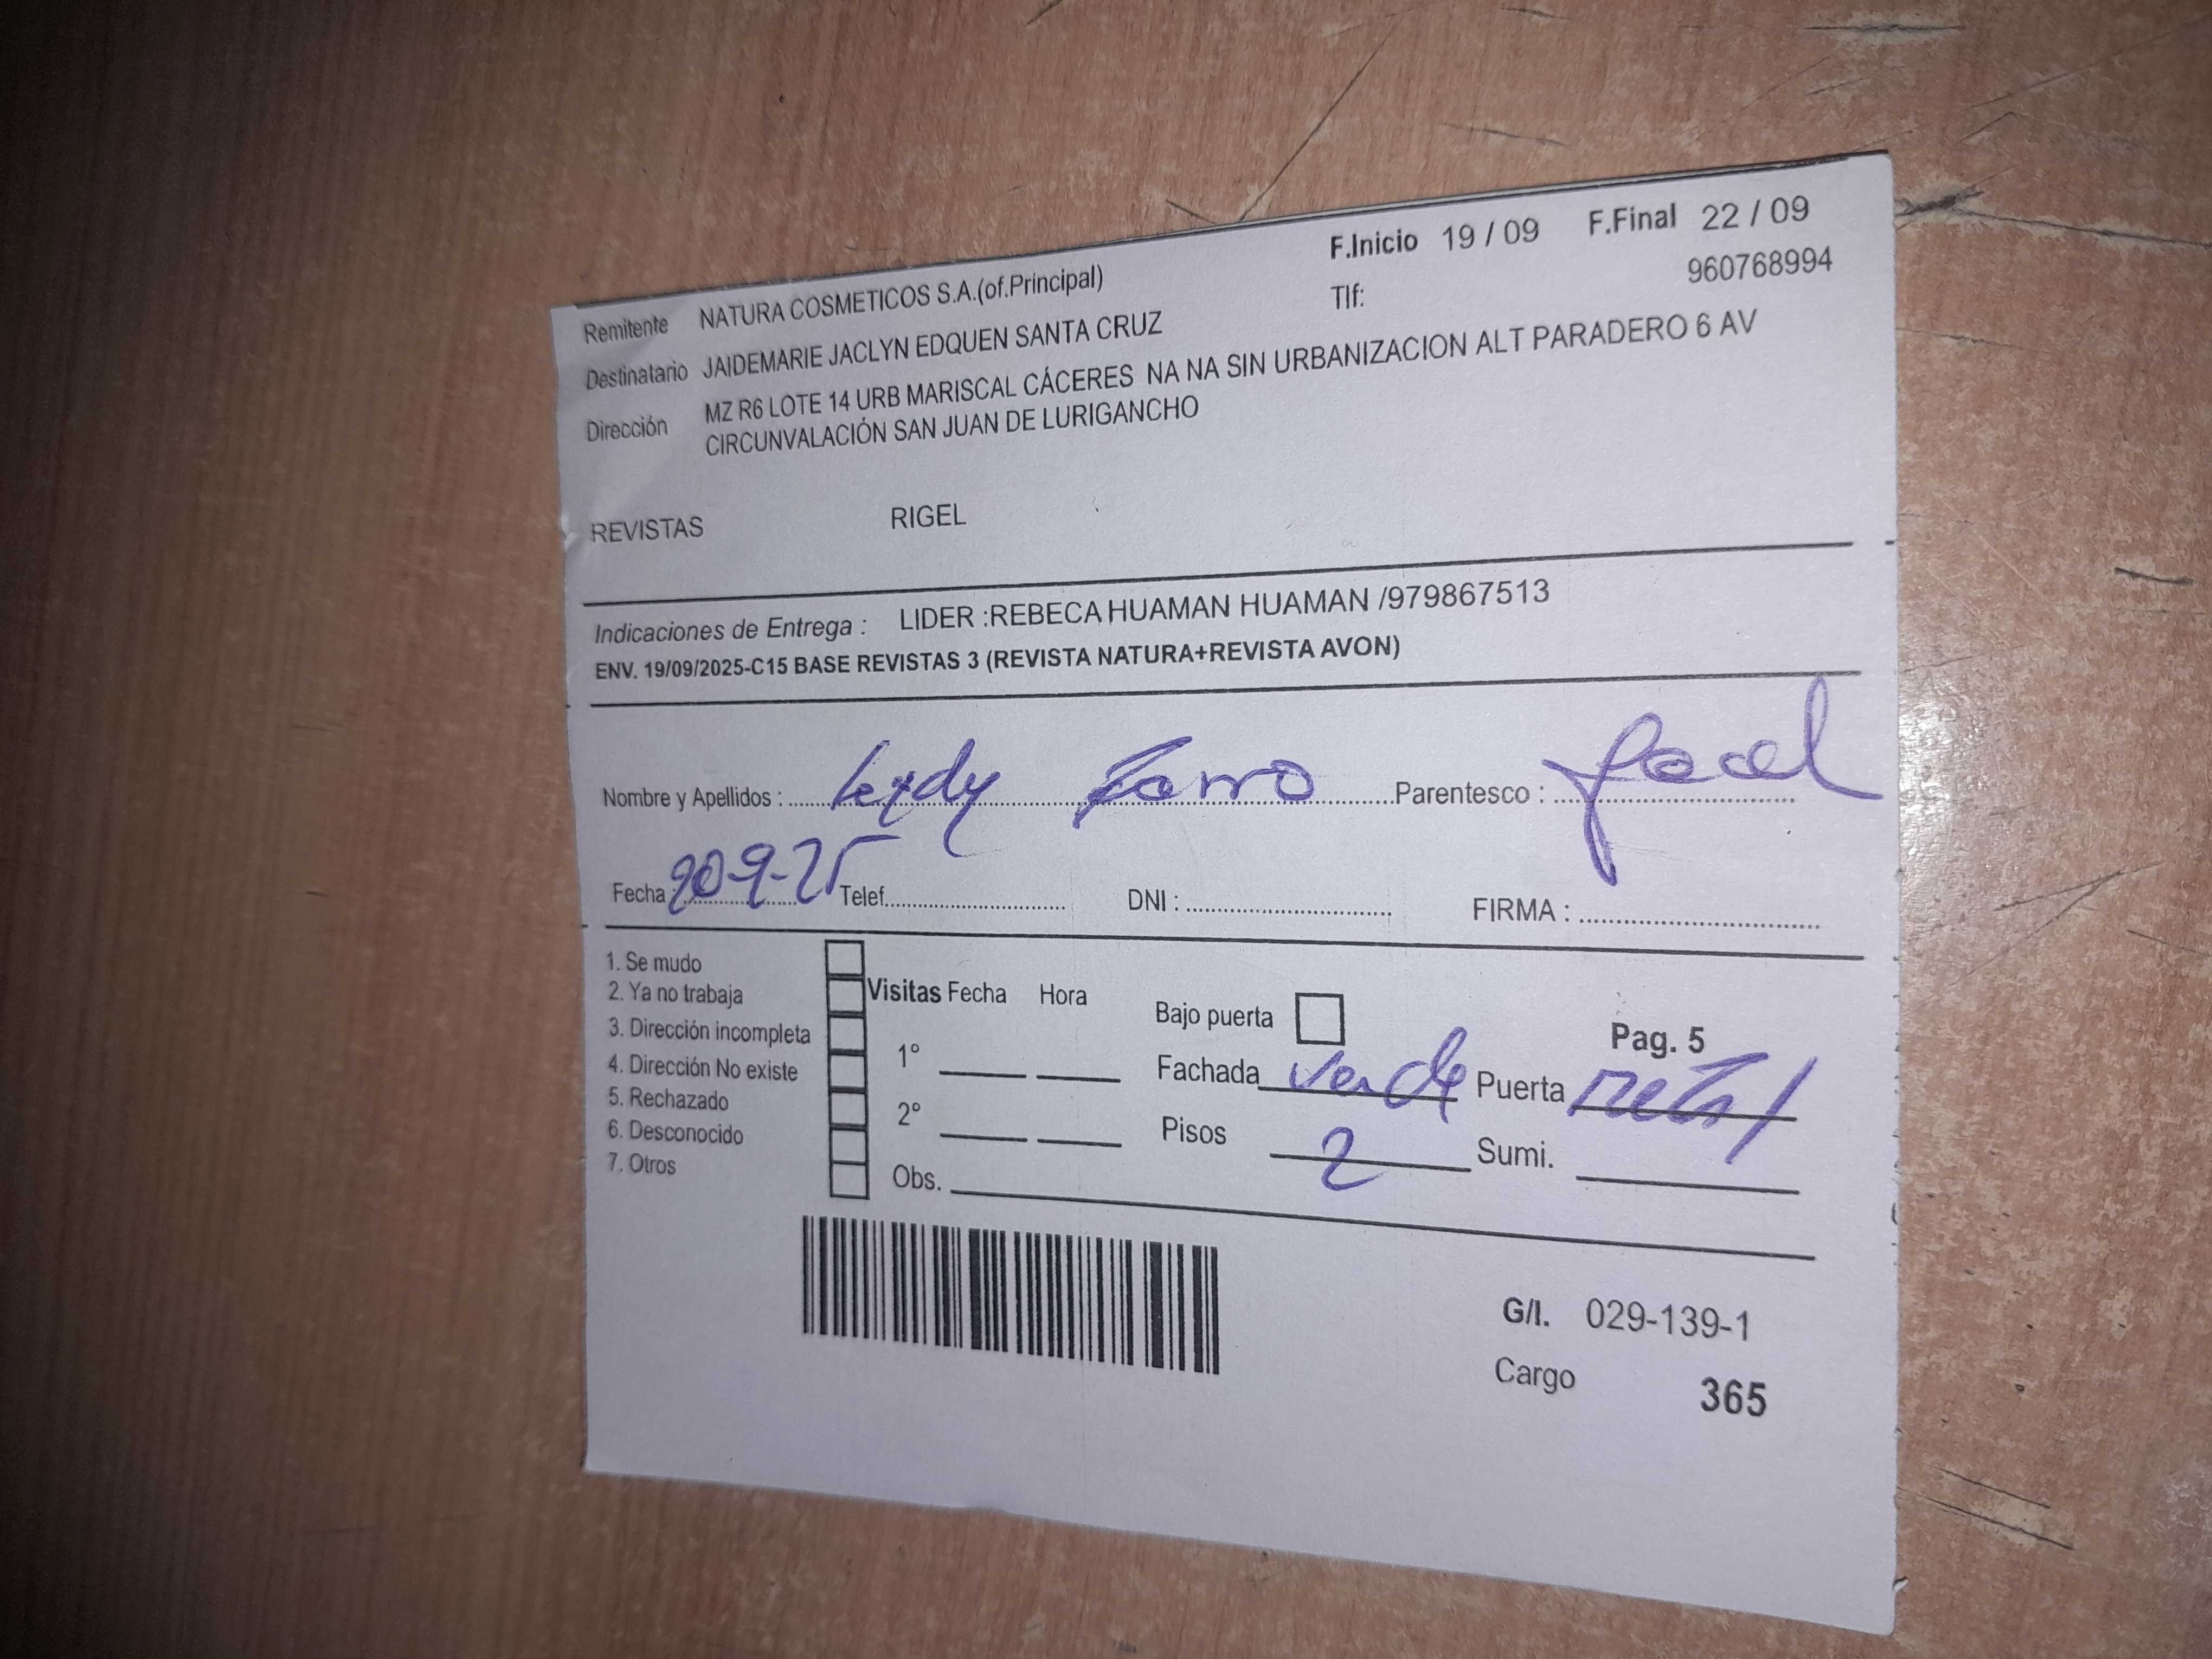 F.Inicio 19 / 09 F.Final 22 / 09
Remitente NATURA COSMETICOS S.A.(of.Principal) Tlf: 960768994
Destinatario JAIDEMARIE JACLYN EDQUEN SANTA CRUZ
Dirección MZ R6 LOTE 14 URB MARISCAL CÁCERES NA NA SIN URBANIZACION ALT PARADERO 6 AV
CIRCUNVALACIÓN SAN JUAN DE LURIGANCHO
REVISTAS RIGEL
Indicaciones de Entrega : LIDER :REBECA HUAMAN HUAMAN /979867513
ENV. 19/09/2025-C15 BASE REVISTAS 3 (REVISTA NATURA+REVISTA AVON)
Nombre y Apellidos : Parentesco :
Fecha : 20-9-25 Telef. DNI : FIRMA :
1. Se mudo
2. Ya no trabaja Visitas Fecha Hora Bajo puerta Pag. 5
3. Dirección incompleta 1º Fachada verde Puerta metal
4. Dirección No existe
5. Rechazado 2º Pisos 2 Sumi.
6. Desconocido
7. Otros Obs.
G/I. 029-139-1
Cargo 365